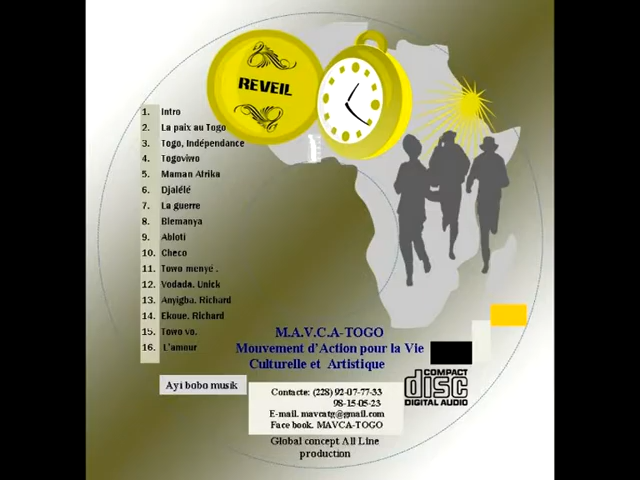 REVEIL
1. Intro
2. La paix au Togo
3. Togo, Indépendance
4. Togoviwo
5. Maman Afrika
6. Djalélé
7. La guerre
8. Blemanya
9. Abloti
10. Checo
11. Towo menyé .
12. Vodada. Unick
13. Anyigba. Richard
14. Ekoue. Richard
15. Towo vo.
16. L'amour
M.A.V.C.A-TOGO
Mouvement d'Action pour la Vie
Culturelle et Artistique
Ayi bobo musik
COMPACT
disc
DIGITAL AUDIO
Contacte: (228) 92-07-77-33
98-15-05-23
E-mail. mavcatg@gmail.com
Face book. MAVCA-TOGO
Global concept All Line
production